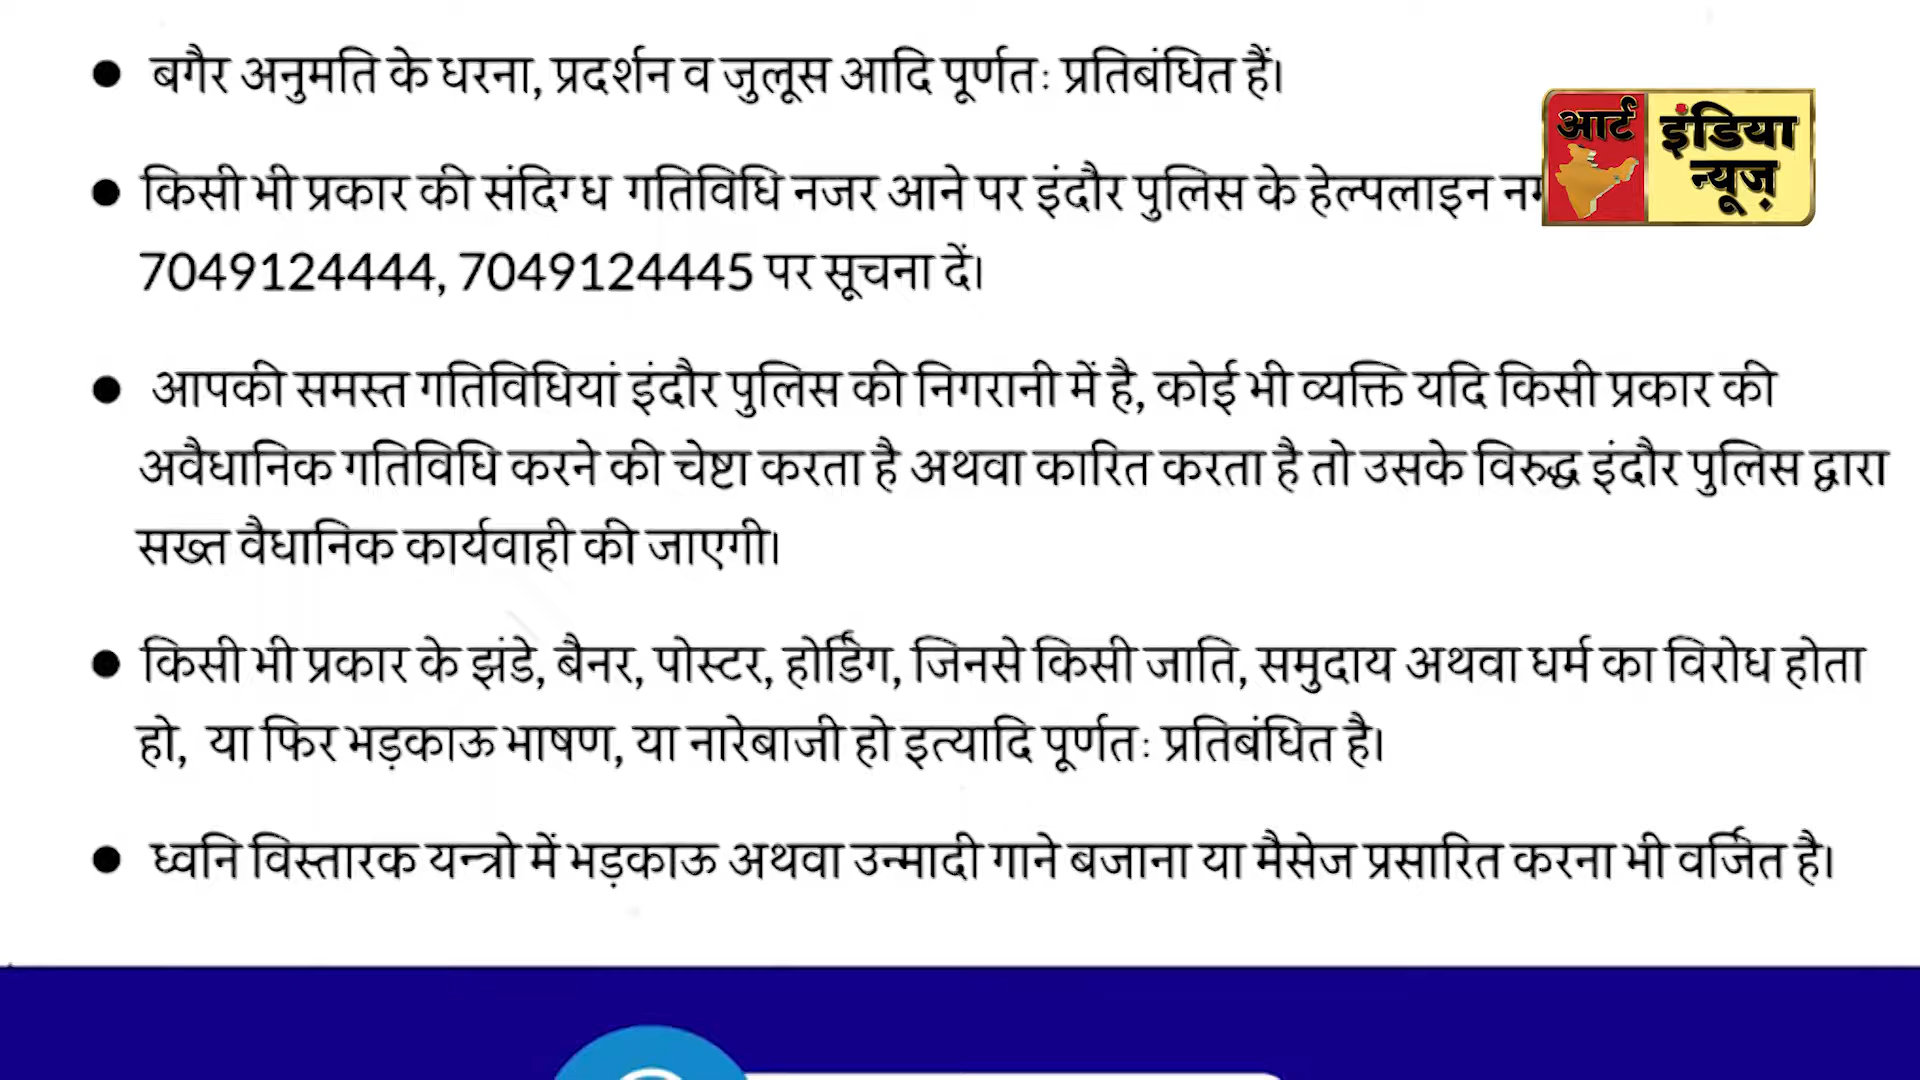 बगैर अनुमति के धरना, प्रदर्शन व जुलूस आदि पूर्णतः प्रतिबंधित हैं।
किसी भी प्रकार की संदिग्ध गतिविधि नजर आने पर इंदौर पुलिस के हेल्पलाइन
7049124444, 7049124445 पर सूचना दें।
आपकी समस्त गतिविधियां इंदौर पुलिस की निगरानी में है, कोई भी व्यक्ति यदि किसी प्रकार की
अवैधानिक गतिविधि करने की चेष्टा करता है अथवा कारित करता है तो उसके विरुद्ध इंदौर पुलिस द्वारा
सख्त वैधानिक कार्यवाही की जाएगी।
किसी भी प्रकार के झंडे, बैनर, पोस्टर, होर्डिंग, जिनसे किसी जाति, समुदाय अथवा धर्म का विरोध होता
हो, या फिर भड़काऊ भाषण, या नारेबाजी हो इत्यादि पूर्णतः प्रतिबंधित है।
ध्वनि विस्तारक यन्त्रो में भड़काऊ अथवा उन्मादी गाने बजाना या मैसेज प्रसारित करना भी वर्जित है।
आर्ट
इंडिया
न्यूज़